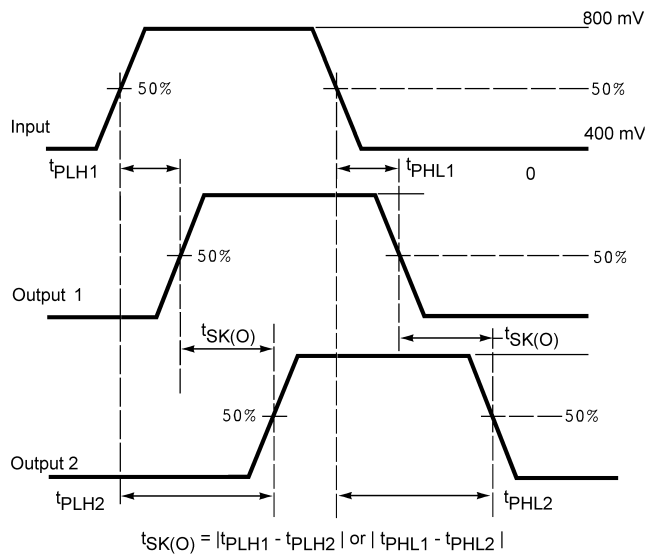 800 mV
50%
50%
Input
400 mV
tPLH1
tPHL1
0
50%
50%
Output 1
tSK(O)
tSK(O)
50%
50%
Output 2
tPLH2
tPHL2
tSK(O) = |tPLH1 - tPLH2 | or | tPHL1 - tPHL2 |